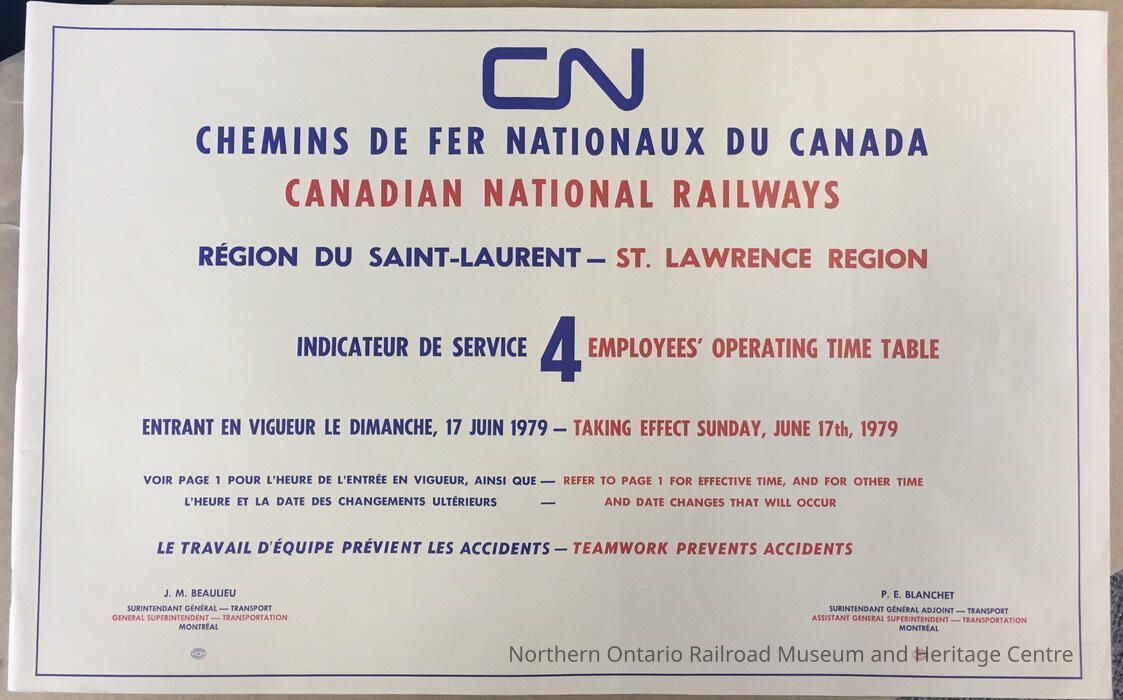 CN
CHEMINS DE FER NATIONAUX DU CANADA
CANADIAN NATIONAL RAILWAYS
RÉGION DU SAINT-LAURENT — ST. LAWRENCE REGION
INDICATEUR DE SERVICE 4 EMPLOYEES' OPERATING TIME TABLE
ENTRANT EN VIGUEUR LE DIMANCHE, 17 JUIN 1979 — TAKING EFFECT SUNDAY, JUNE 17th, 1979
VOIR PAGE 1 POUR L'HEURE DE L'ENTRÉE EN VIGUEUR, AINSI QUE — REFER TO PAGE 1 FOR EFFECTIVE TIME, AND FOR OTHER TIME
L'HEURE ET LA DATE DES CHANGEMENTS ULTÉRIEURS — AND DATE CHANGES THAT WILL OCCUR
LE TRAVAIL D'ÉQUIPE PRÉVIENT LES ACCIDENTS — TEAMWORK PREVENTS ACCIDENTS
J. M. BEAULIEU
SURINTENDANT GÉNÉRAL — TRANSPORT
GENERAL SUPERINTENDENT — TRANSPORTATION
MONTRÉAL
P. E. BLANCHET
SURINTENDANT GÉNÉRAL ADJOINT — TRANSPORT
ASSISTANT GENERAL SUPERINTENDENT — TRANSPORTATION
MONTRÉAL
Northern Ontario Railroad Museum and Heritage Centre